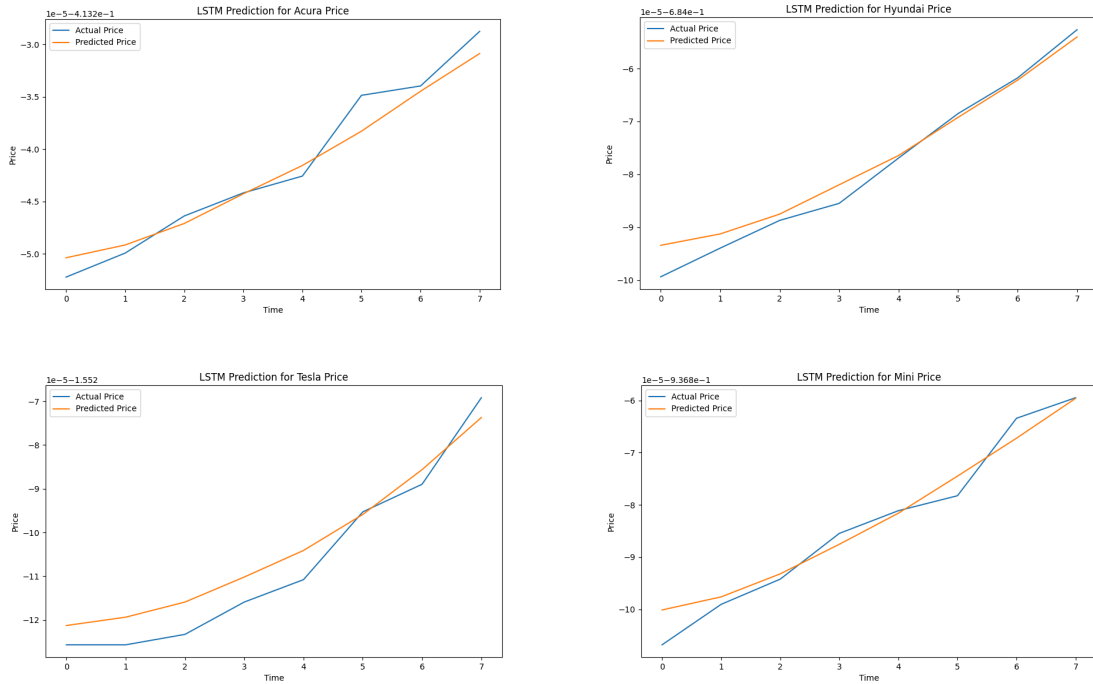 LSTM Prediction for Acura Price
1e−5−4.132e−1
Actual Price
Predicted Price
−3.0
−3.5
−4.0
−4.5
−5.0
Price
0 1 2 3 4 5 6 7
Time
LSTM Prediction for Hyundai Price
1e−5−6.84e−1
Actual Price
Predicted Price
−6
−7
−8
−9
−10
Price
0 1 2 3 4 5 6 7
Time
LSTM Prediction for Tesla Price
1e−5−1.552
Actual Price
Predicted Price
−7
−8
−9
−10
−11
−12
Price
0 1 2 3 4 5 6 7
Time
LSTM Prediction for Mini Price
1e−5−9.368e−1
Actual Price
Predicted Price
−6
−7
−8
−9
−10
Price
0 1 2 3 4 5 6 7
Time